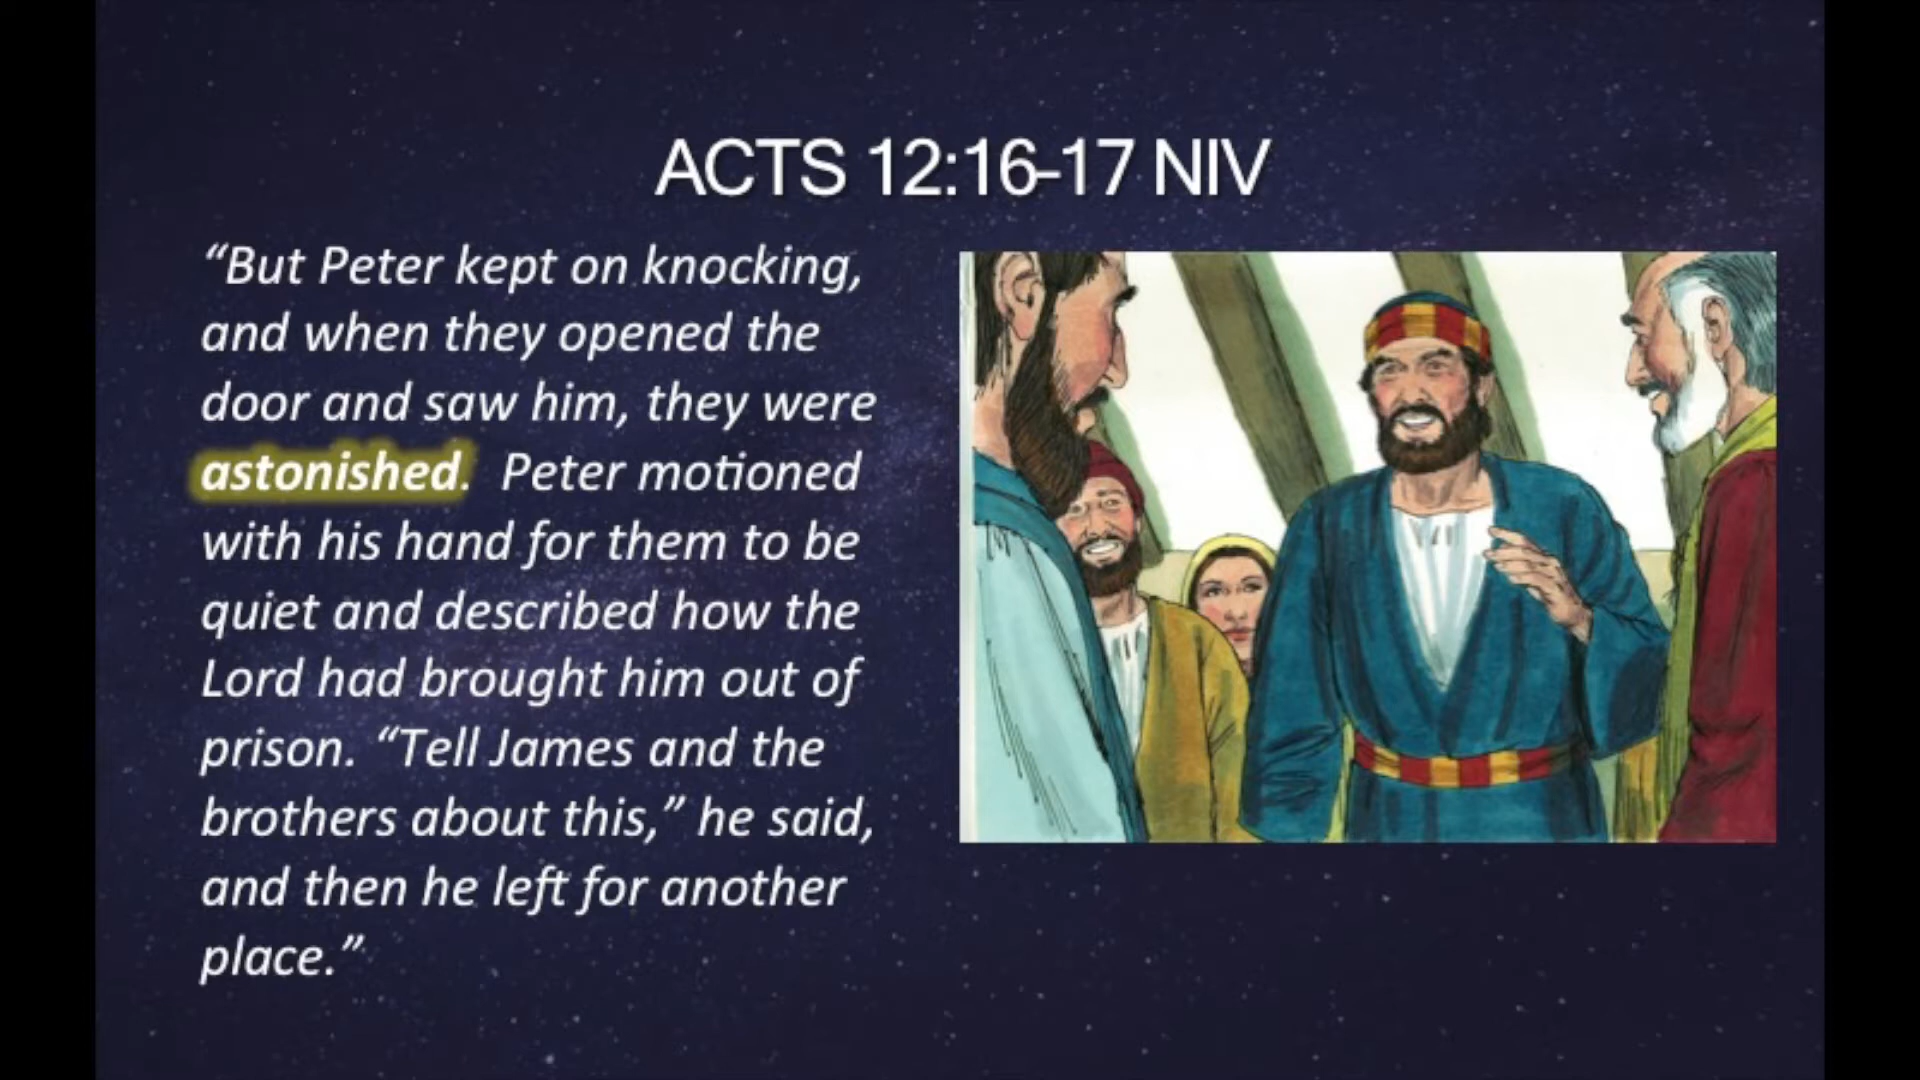 ACTS 12:16-17 NIV
“But Peter kept on knocking,
and when they opened the
door and saw him, they were
astonished.  Peter motioned
with his hand for them to be
quiet and described how the
Lord had brought him out of
prison.  “Tell James and the
brothers about this,” he said,
and then he left for another
place.”